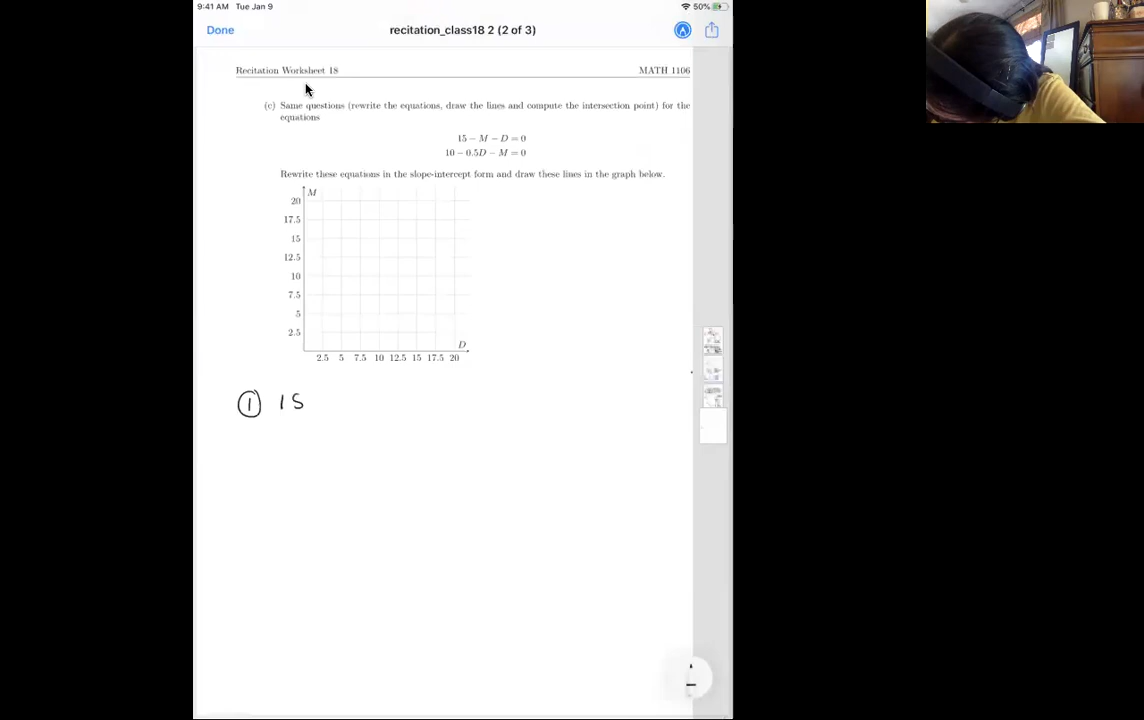 9:41 AM Tue Jan 9
50%
Done
recitation_class18 2 (2 of 3)
Recitation Worksheet 18
MATH 1106
(c) Same questions (rewrite the equations, draw the lines and compute the intersection point) for the
equations
15 − M − D = 0
10 − 0.5D − M = 0
Rewrite these equations in the slope-intercept form and draw these lines in the graph below.
M
20
17.5
15
12.5
10
7.5
5
2.5
D
2.5 5 7.5 10 12.5 15 17.5 20
① 15